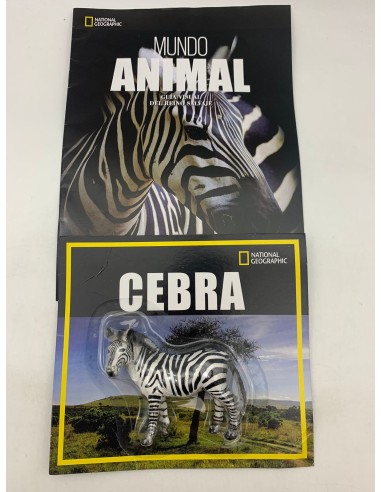 NATIONAL
GEOGRAPHIC
MUNDO
ANIMAL
GUÍA VISUAL
DEL REINO SALVAJE
NATIONAL
GEOGRAPHIC
CEBRA